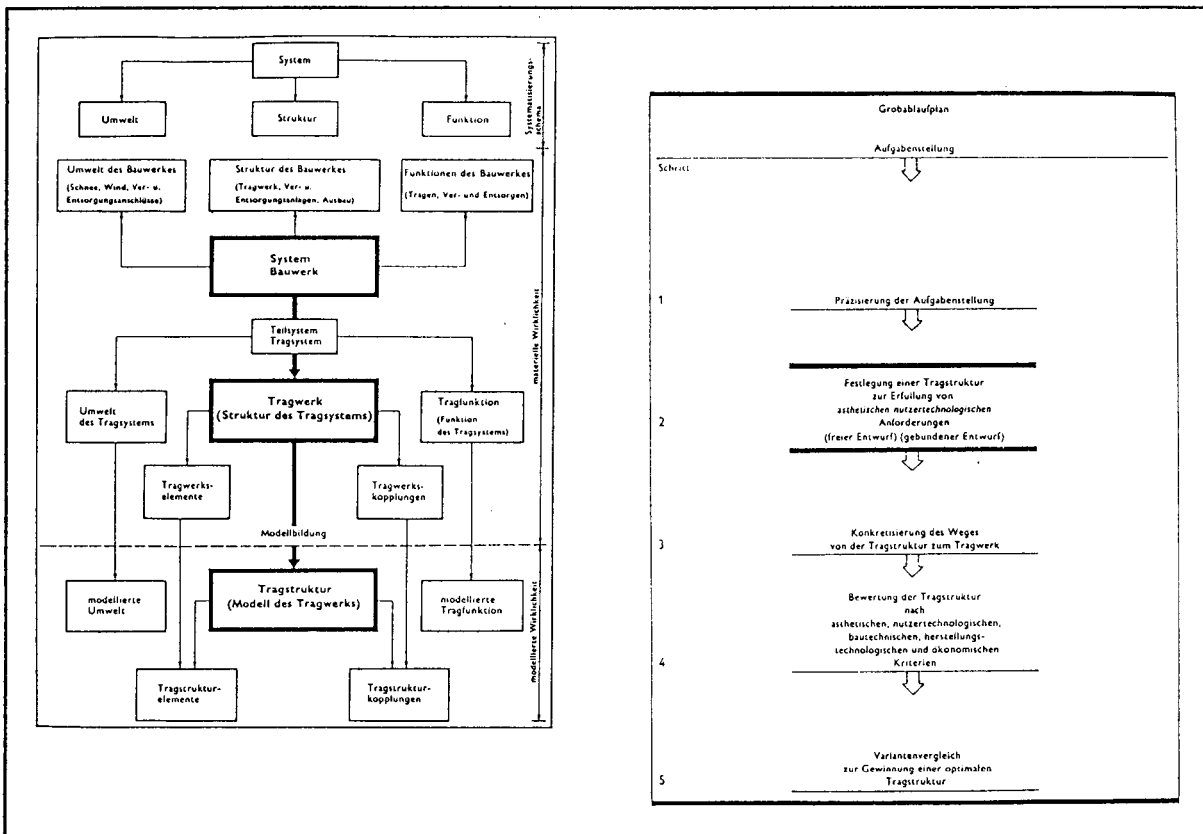 System
Umwelt
Struktur
Funktion
Systematisierungs-
schema
Umwelt des Bauwerkes
(Schnee, Wind, Ver- u.
Entsorgungsanschlüsse)
Struktur des Bauwerkes
(Tragwerk, Ver- u.
Entsorgungsanlagen, Ausbau)
Funktionen des Bauwerkes
(Tragen, Ver- und Entsorgen)
System
Bauwerk
Teilsystem
Tragsystem
materielle Wirklichkeit
Umwelt
des Tragsystems
Tragwerk
(Struktur des Tragsystems)
Tragfunktion
(Funktion
des Tragsystems)
Tragwerks-
elemente
Tragwerks-
kopplungen
Modellbildung
modellierte
Umwelt
Tragstruktur
(Modell des Tragwerks)
modellierte
Tragfunktion
modellierte Wirklichkeit
Tragstruktur-
elemente
Tragstruktur-
kopplungen
Grobablaufplan
Aufgabenstellung
Schritt
1 Präzisierung der Aufgabenstellung
Festlegung einer Tragstruktur
zur Erfüllung von
ästhetischen nutzertechnologischen
2 Anforderungen
(freier Entwurf) (gebundener Entwurf)
Konkretisierung des Weges
3 von der Tragstruktur zum Tragwerk
Bewertung der Tragstruktur
nach
ästhetischen, nutzertechnologischen,
bautechnischen, herstellungs-
technologischen und ökonomischen
4 Kriterien
Variantenvergleich
zur Gewinnung einer optimalen
5 Tragstruktur